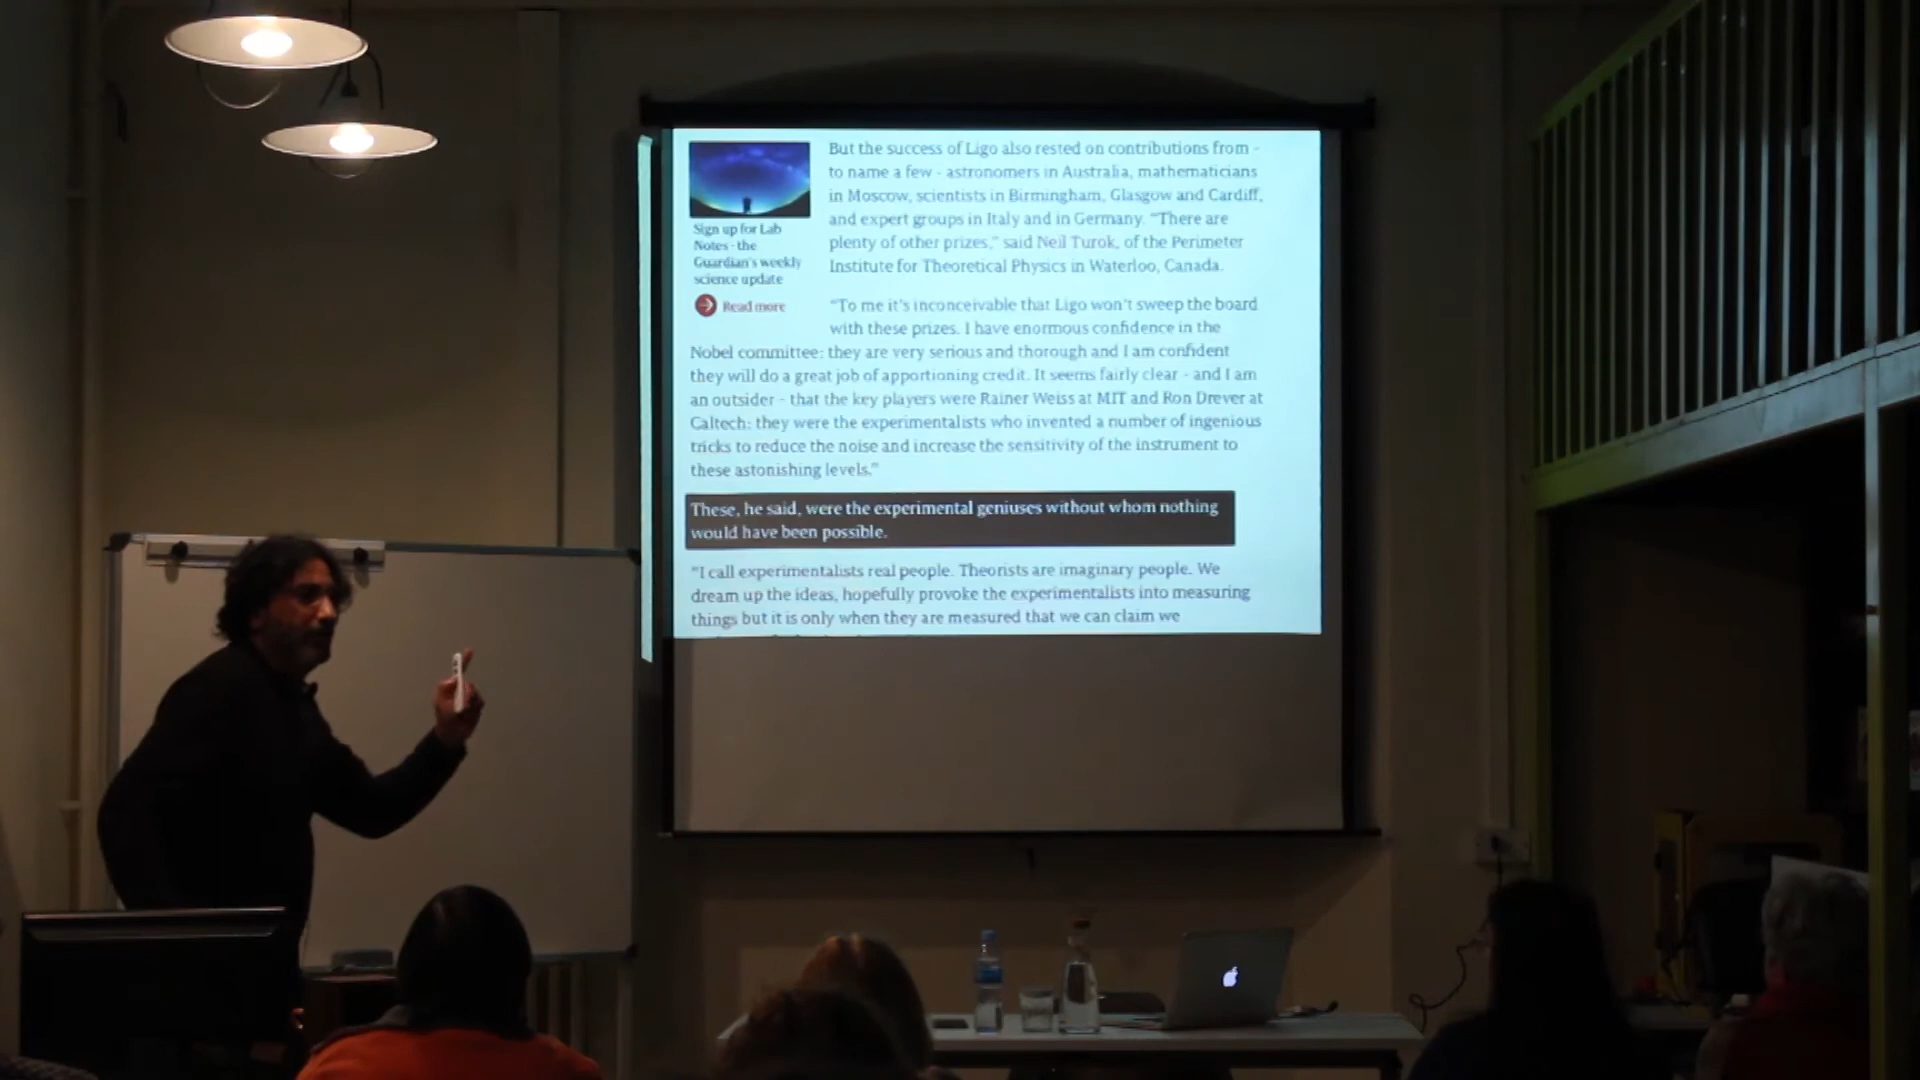 But the success of Ligo also rested on contributions from -
to name a few - astronomers in Australia, mathematicians
in Moscow, scientists in Birmingham, Glasgow and Cardiff,
and expert groups in Italy and in Germany. “There are
plenty of other prizes,” said Neil Turok, of the Perimeter
Institute for Theoretical Physics in Waterloo, Canada.
Sign up for Lab
Notes - the
Guardian's weekly
science update
Read more
“To me it's inconceivable that Ligo won't sweep the board
with these prizes. I have enormous confidence in the
Nobel committee: they are very serious and thorough and I am confident
they will do a great job of apportioning credit. It seems fairly clear - and I am
an outsider - that the key players were Rainer Weiss at MIT and Ron Drever at
Caltech: they were the experimentalists who invented a number of ingenious
tricks to reduce the noise and increase the sensitivity of the instrument to
these astonishing levels.”
These, he said, were the experimental geniuses without whom nothing
would have been possible.
“I call experimentalists real people. Theorists are imaginary people. We
dream up the ideas, hopefully provoke the experimentalists into measuring
things but it is only when they are measured that we can claim we